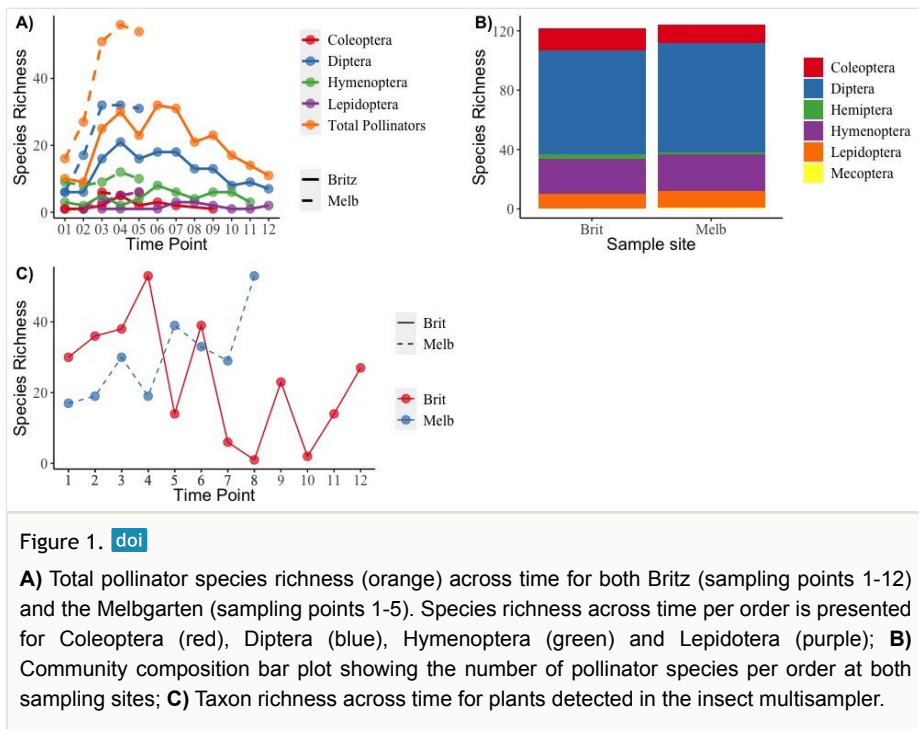 A)
Species Richness
40
20
0
01 02 03 04 05 06 07 08 09 10 11 12
Time Point
Coleoptera
Diptera
Hymenoptera
Lepidoptera
Total Pollinators
Britz
Melb
B)
Species Richness
120
80
40
0
Brit Melb
Sample site
Coleoptera
Diptera
Hemiptera
Hymenoptera
Lepidoptera
Mecoptera
C)
Species Richness
40
20
0
1 2 3 4 5 6 7 8 9 10 11 12
Time Point
Brit
Melb
Brit
Melb
Figure 1. doi
A) Total pollinator species richness (orange) across time for both Britz (sampling points 1-12)
and the Melbgarten (sampling points 1-5). Species richness across time per order is presented
for Coleoptera (red), Diptera (blue), Hymenoptera (green) and Lepidotera (purple); B)
Community composition bar plot showing the number of pollinator species per order at both
sampling sites; C) Taxon richness across time for plants detected in the insect multisampler.